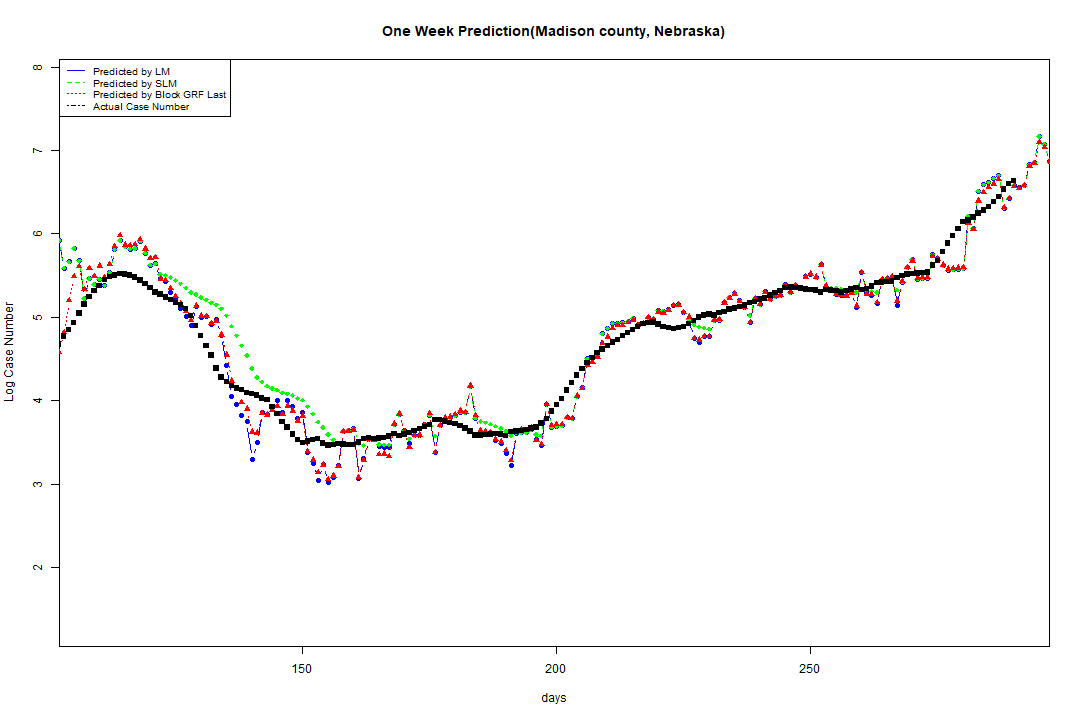 One Week Prediction(Madison county, Nebraska)
Predicted by LM
Predicted by SLM
Predicted by Block GRF Last
Actual Case Number
8
7
6
5
4
3
2
Log Case Number
150
200
250
days